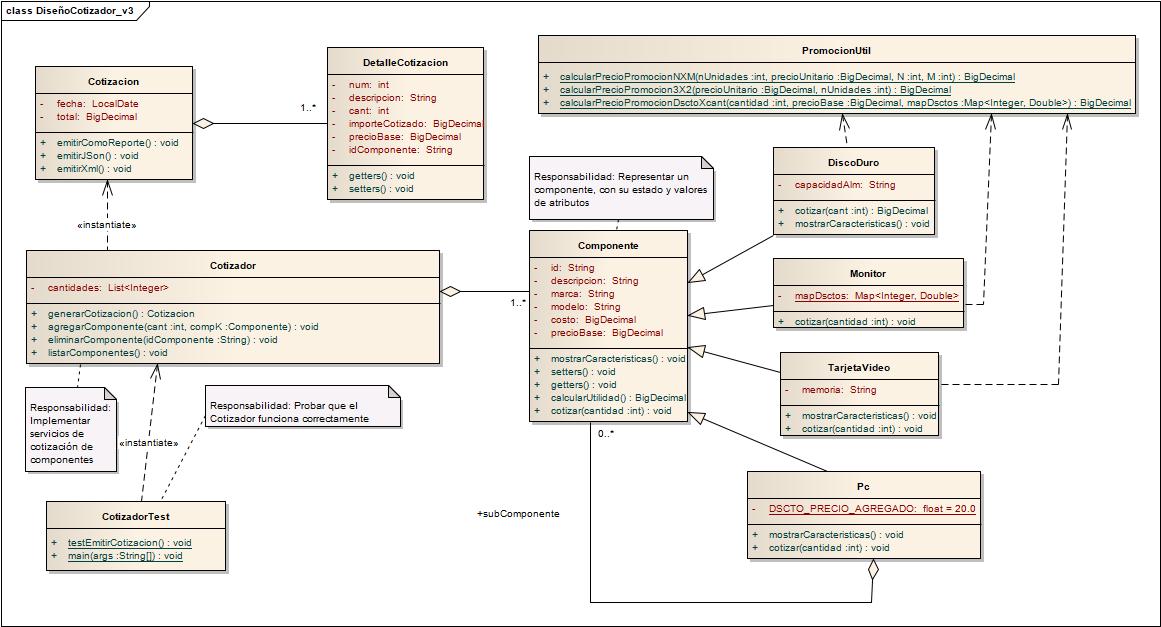 class DiseñoCotizador_v3
Cotizacion
- fecha: LocalDate
- total: BigDecimal
+ emitirComoReporte() : void
+ emitirJSon() : void
+ emitirXml() : void
1..*
DetalleCotizacion
- num: int
- descripcion: String
- cant: int
- importeCotizado: BigDecimal
- precioBase: BigDecimal
- idComponente: String
+ getters() : void
+ setters() : void
PromocionUtil
+ calcularPrecioPromocionNXM(nUnidades :int, precioUnitario :BigDecimal, N :int, M :int) : BigDecimal
+ calcularPrecioPromocion3X2(precioUnitario :BigDecimal, nUnidades :int) : BigDecimal
+ calcularPrecioPromocionDsctoXcant(cantidad :int, precioBase :BigDecimal, mapDsctos :Map<Integer, Double>) : BigDecimal
«instantiate»
Cotizador
- cantidades: List<Integer>
+ generarCotizacion() : Cotizacion
+ agregarComponente(cant :int, compK :Componente) : void
+ eliminarComponente(idComponente :String) : void
+ listarComponentes() : void
1..*
Responsabilidad: Representar un
componente, con su estado y valores
de atributos
Componente
- id: String
- descripcion: String
- marca: String
- modelo: String
- costo: BigDecimal
- precioBase: BigDecimal
+ mostrarCaracteristicas() : void
+ setters() : void
+ getters() : void
+ calcularUtilidad() : BigDecimal
+ cotizar(cantidad :int) : void
0..*
+subComponente
DiscoDuro
- capacidadAlm: String
+ cotizar(cant :int) : BigDecimal
+ mostrarCaracteristicas() : void
Monitor
- mapDsctos: Map<Integer, Double>
+ cotizar(cantidad :int) : void
TarjetaVideo
- memoria: String
+ mostrarCaracteristicas() : void
+ cotizar(cantidad :int) : void
Pc
- DSCTO_PRECIO_AGREGADO: float = 20.0
+ mostrarCaracteristicas() : void
+ cotizar(cantidad :int) : void
Responsabilidad:
Implementar
servicios de
cotización de
componentes
Responsabilidad: Probar que el
Cotizador funciona correctamente
«instantiate»
CotizadorTest
+ testEmitirCotizacion() : void
+ main(args :String[]) : void